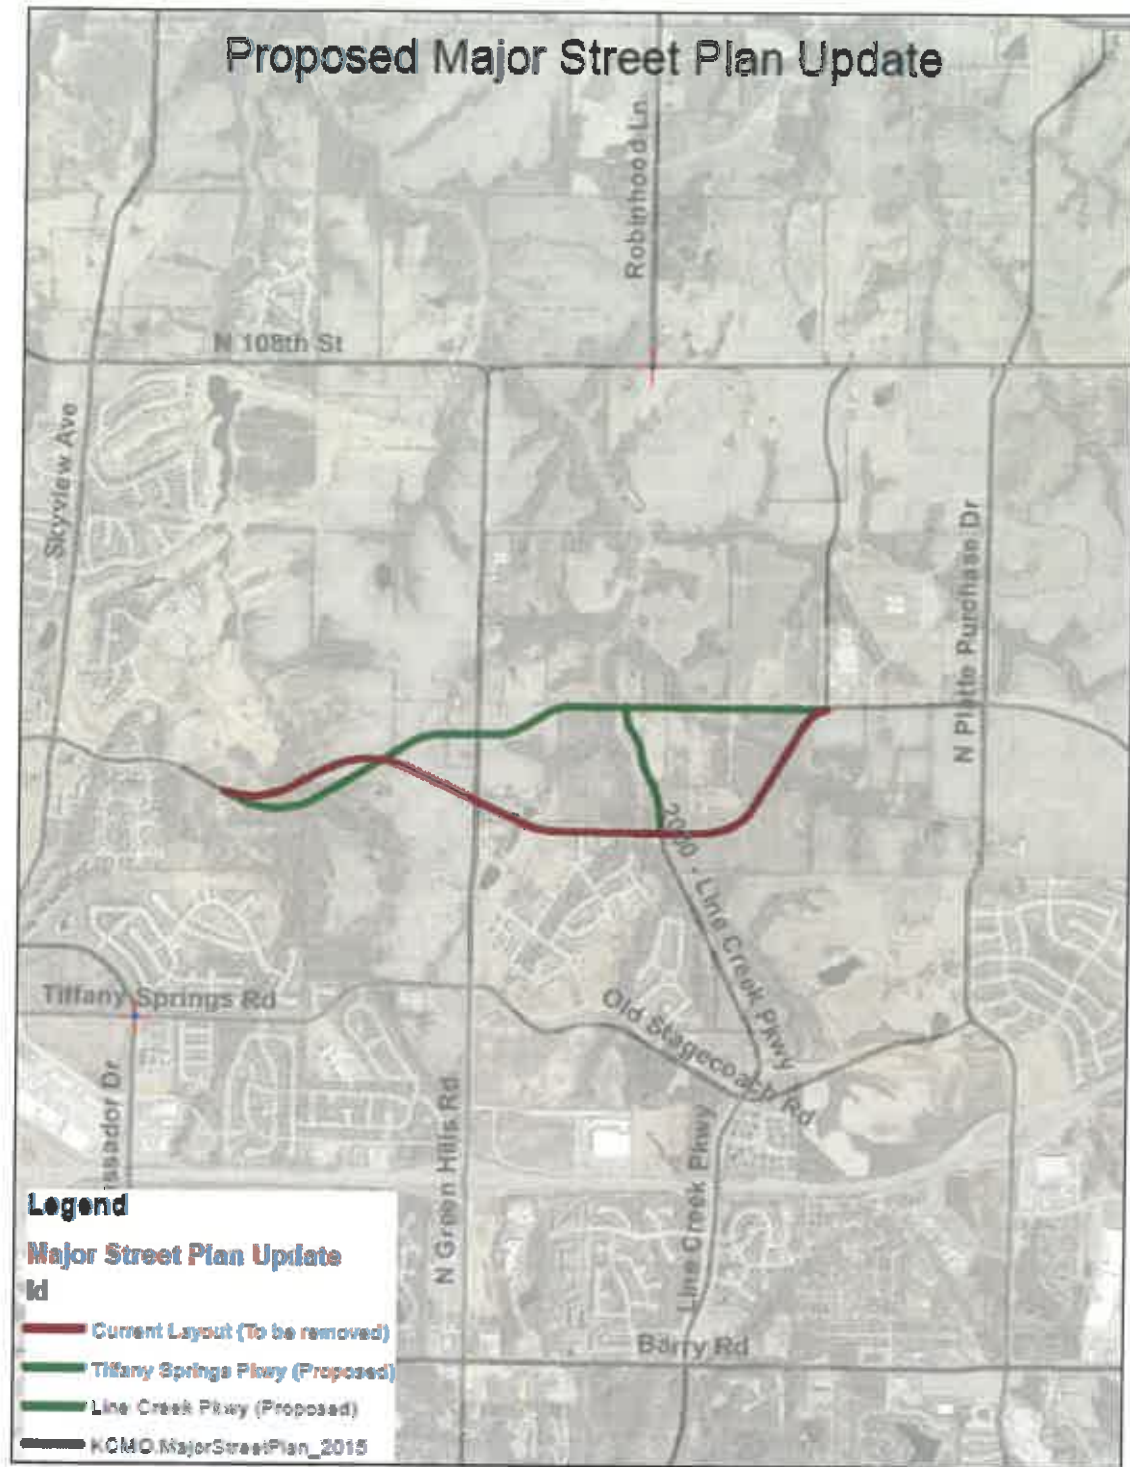 Proposed Major Street Plan Update
Robinhood Ln
N 108th St
Skyview Ave
N Platte Purchase Dr
2000 - Line Creek Pkwy
Tiffany Springs Rd
Old Stagecoach Rd
ssador Dr
N Green Hills Rd
Line Creek Pkwy
Barry Rd
Legend
Major Street Plan Update
Id
Current Layout (To be removed)
Tiffany Springs Pkwy (Proposed)
Line Creek Pkwy (Proposed)
KCMO.MajorStreetPlan_2015